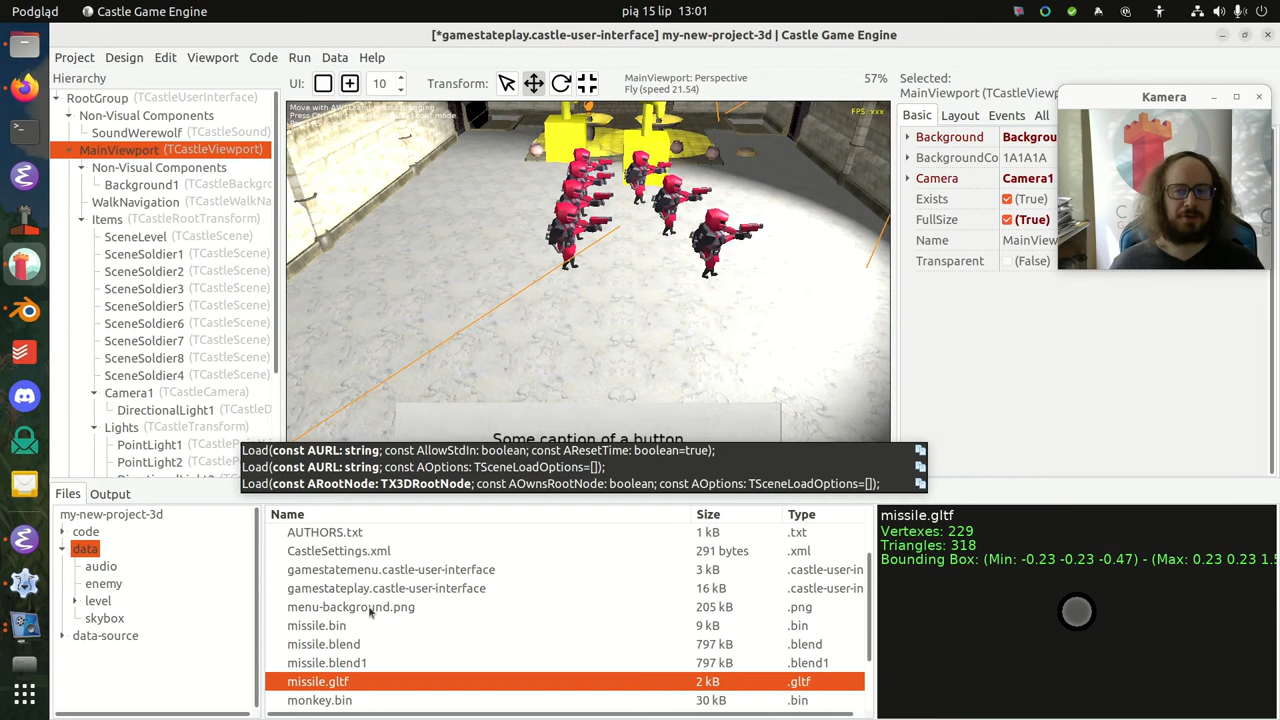 Podgląd
Castle Game Engine
pią 15 lip 13:01
[*gamestateplay.castle-user-interface] my-new-project-3d | Castle Game Engine
Project Design Edit Viewport Code Run Data Help
Hierarchy
UI:
10
Transform:
MainViewport: Perspective
Fly (speed 21.54)
57%
Selected:
MainViewport (TCastleView
RootGroup (TCastleUserInterface)
Non-Visual Components
SoundWerewolf (TCastleSound)
MainViewport (TCastleViewport)
Non-Visual Components
Background1 (TCastleBackgro
WalkNavigation (TCastleWalkNa
Items (TCastleRootTransform)
SceneLevel (TCastleScene)
SceneSoldier1 (TCastleScene)
SceneSoldier2 (TCastleScene)
SceneSoldier3 (TCastleScene)
SceneSoldier5 (TCastleScene)
SceneSoldier6 (TCastleScene)
SceneSoldier7 (TCastleScene)
SceneSoldier8 (TCastleScene)
SceneSoldier4 (TCastleScene)
Camera1 (TCastleCamera)
DirectionalLight1 (TCastleD
Lights (TCastleTransform)
PointLight1 (TCastlePoin
PointLight2 (TCastlePoin
FPS: xxx
Some caption of a button
Kamera
Basic Layout Events All
Background Backgrou
BackgroundCo 1A1A1A
Camera Camera1
Exists (True)
FullSize (True)
Name MainView
Transparent (False)
Load(const AURL: string; const AllowStdIn: boolean; const AResetTime: boolean=true);
Load(const AURL: string; const AOptions: TSceneLoadOptions=[]);
Load(const ARootNode: TX3DRootNode; const AOwnsRootNode: boolean; const AOptions: TSceneLoadOptions=[]);
Files Output
my-new-project-3d
code
data
audio
enemy
level
skybox
data-source
Name Size Type
AUTHORS.txt 1 kB .txt
CastleSettings.xml 291 bytes .xml
gamestatemenu.castle-user-interface 3 kB .castle-user-in
gamestateplay.castle-user-interface 16 kB .castle-user-in
menu-background.png 205 kB .png
missile.bin 9 kB .bin
missile.blend 797 kB .blend
missile.blend1 797 kB .blend1
missile.gltf 2 kB .gltf
monkey.bin 30 kB .bin
missile.gltf
Vertexes: 229
Triangles: 318
Bounding Box: (Min: -0.23 -0.23 -0.47) - (Max: 0.23 0.23 1.5